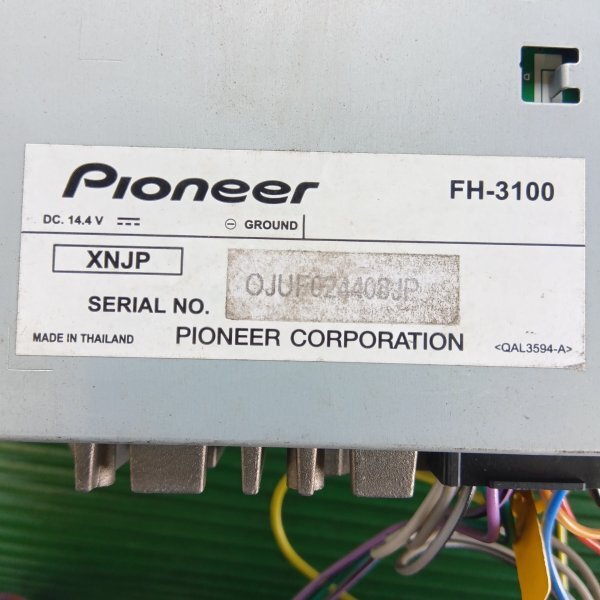 Pioneer FH-3100
DC. 14.4 V ⎓ ⊖ GROUND
XNJP
SERIAL NO. OJUF024408JP
MADE IN THAILAND PIONEER CORPORATION <QAL3594-A>